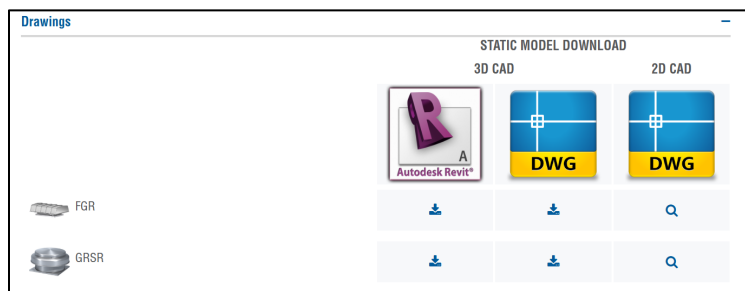 Drawings
STATIC MODEL DOWNLOAD
3D CAD 2D CAD
R
A
Autodesk Revit®
DWG
DWG
FGR
GRSR